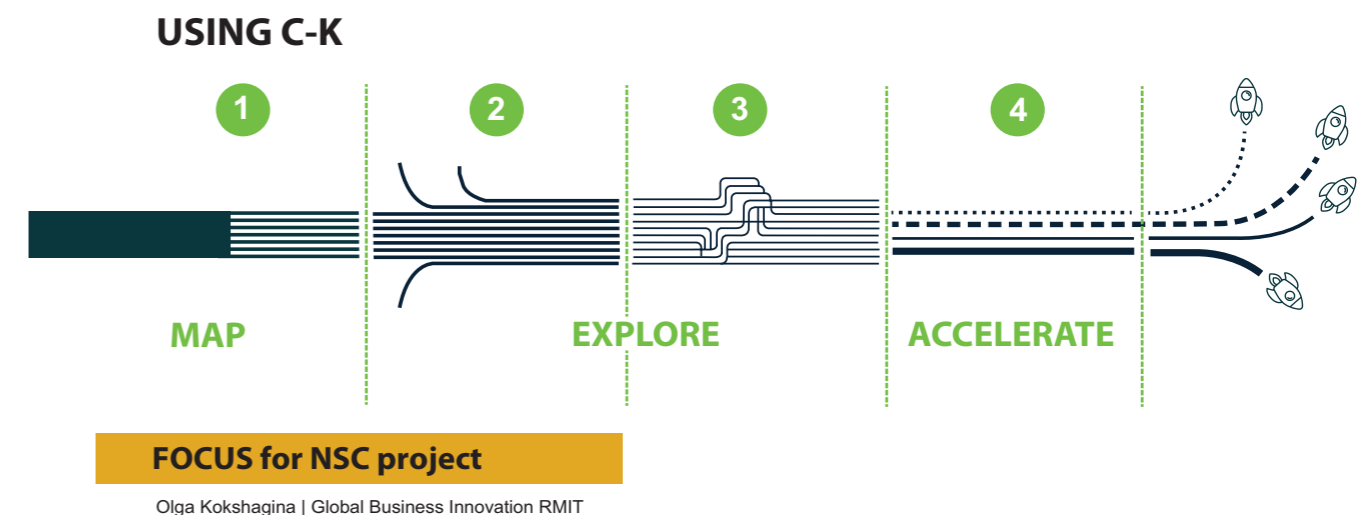 USING C-K
1 2 3 4
MAP EXPLORE ACCELERATE
FOCUS for NSC project
Olga Kokshagina | Global Business Innovation RMIT